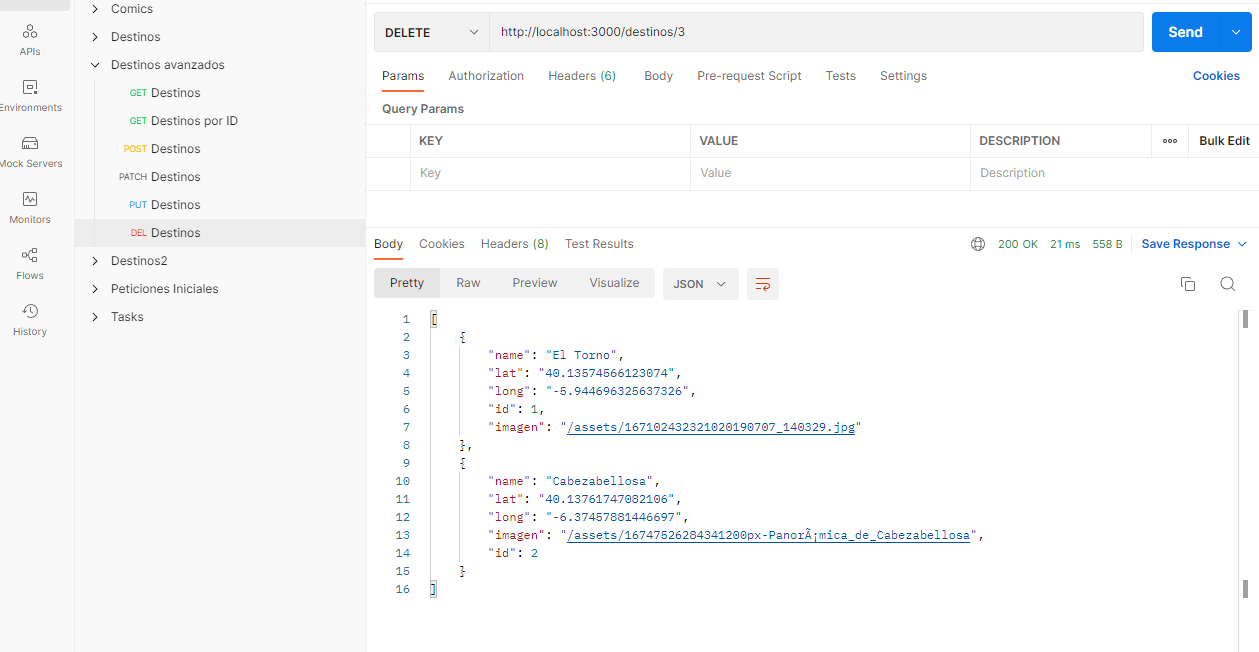 APIs
Environments
Mock Servers
Monitors
Flows
History
Comics
Destinos
Destinos avanzados
GET Destinos
GET Destinos por ID
POST Destinos
PATCH Destinos
PUT Destinos
DEL Destinos
Destinos2
Peticiones Iniciales
Tasks
DELETE http://localhost:3000/destinos/3 Send
Params Authorization Headers (6) Body Pre-request Script Tests Settings Cookies
Query Params
KEY VALUE DESCRIPTION ooo Bulk Edit
Key Value Description
Body Cookies Headers (8) Test Results 200 OK 21 ms 558 B Save Response
Pretty Raw Preview Visualize JSON
1 [
2 {
3 "name": "El Torno",
4 "lat": "40.13574566123074",
5 "long": "-5.944696325637326",
6 "id": 1,
7 "imagen": "/assets/167102432321020190707_140329.jpg"
8 },
9 {
10 "name": "Cabezabellosa",
11 "lat": "40.13761747082106",
12 "long": "-6.37457881446697",
13 "imagen": "/assets/16747526284341200px-PanorÃ¡mica_de_Cabezabellosa",
14 "id": 2
15 }
16 ]